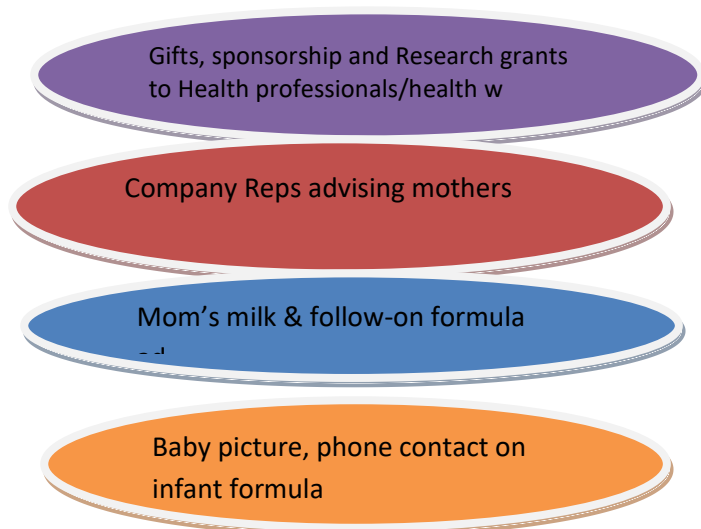 Gifts, sponsorship and Research grants
to Health professionals/health w
Company Reps advising mothers
Mom’s milk & follow-on formula
Baby picture, phone contact on
infant formula